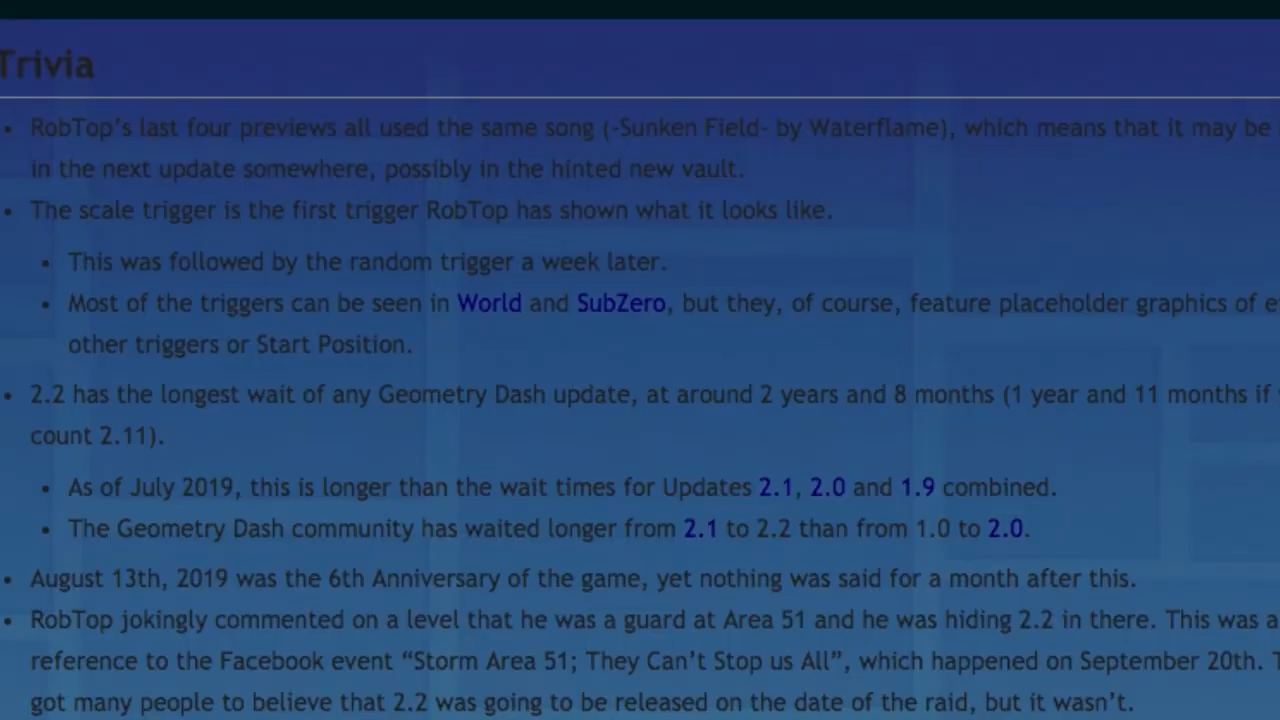 Trivia
• RobTop's last four previews all used the same song (-Sunken Field- by Waterflame), which means that it may be
in the next update somewhere, possibly in the hinted new vault.
• The scale trigger is the first trigger RobTop has shown what it looks like.
• This was followed by the random trigger a week later.
• Most of the triggers can be seen in World and SubZero, but they, of course, feature placeholder graphics of
other triggers or Start Position.
• 2.2 has the longest wait of any Geometry Dash update, at around 2 years and 8 months (1 year and 11 months if
count 2.11).
• As of July 2019, this is longer than the wait times for Updates 2.1, 2.0 and 1.9 combined.
• The Geometry Dash community has waited longer from 2.1 to 2.2 than from 1.0 to 2.0.
• August 13th, 2019 was the 6th Anniversary of the game, yet nothing was said for a month after this.
• RobTop jokingly commented on a level that he was a guard at Area 51 and he was hiding 2.2 in there. This was a
reference to the Facebook event “Storm Area 51; They Can't Stop us All”, which happened on September 20th.
got many people to believe that 2.2 was going to be released on the date of the raid, but it wasn't.